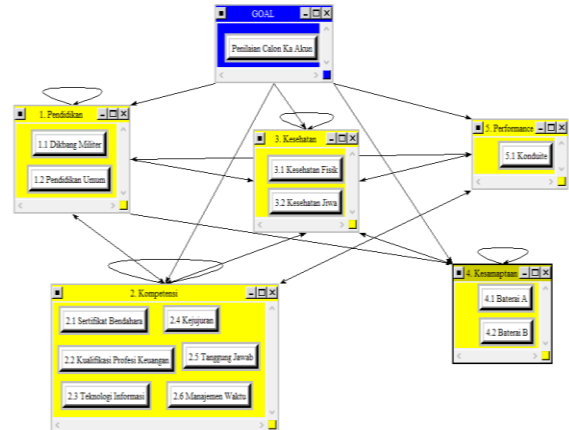 GOAL
Penilaian Calon Ka Akun
1. Pendidikan
1.1 Dikbang Militer
1.2 Pendidikan Umum
3. Kesehatan
3.1 Kesehatan Fisik
3.2 Kesehatan Jiwa
5. Performance
5.1 Konduite
2. Kompetensi
2.1 Sertifikat Bendahara
2.4 Kejujuran
2.2 Kualifikasi Profesi Keuangan
2.5 Tanggung Jawab
2.3 Teknologi Informasi
2.6 Manajemen Waktu
4. Kesamaptaan
4.1 Baterai A
4.2 Baterai B